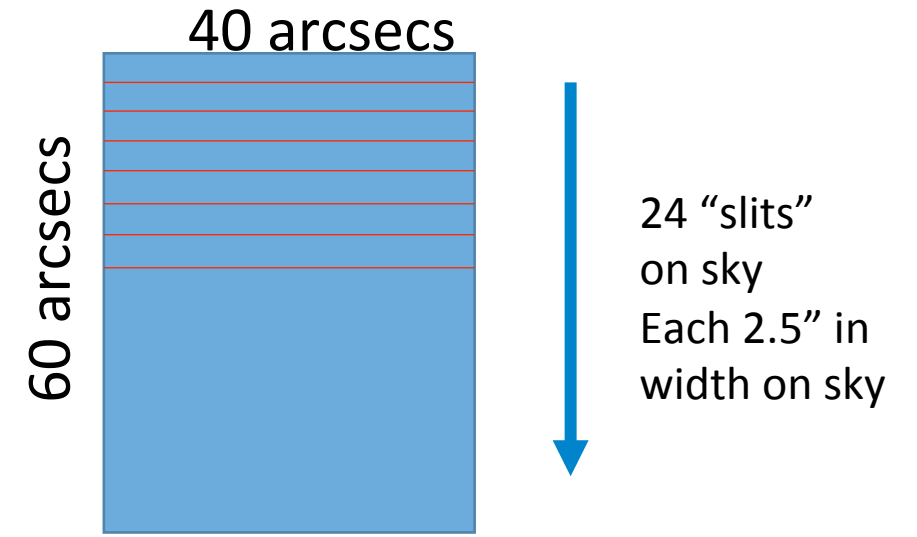 40 arcsecs
60 arcsecs
24 “slits”
on sky
Each 2.5” in
width on sky